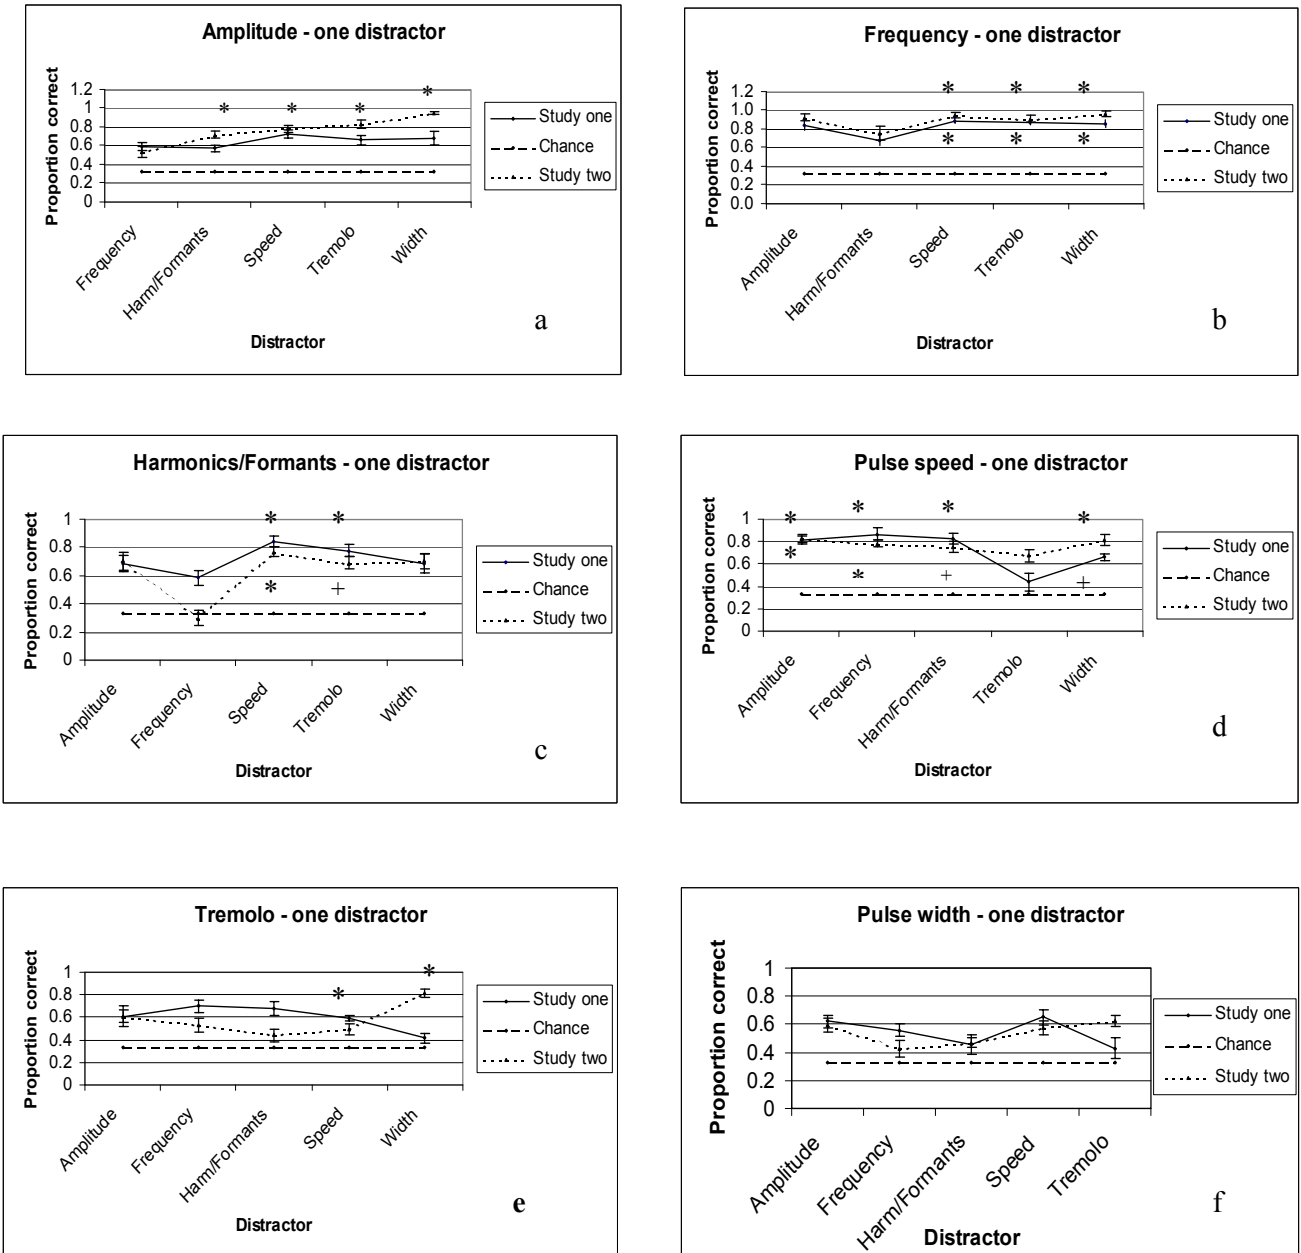 Amplitude - one distractor
Proportion correct
1.2
1
0.8
0.6
0.4
0.2
0
* * * *
Study one
Chance
Study two
Frequency
Harm/Formants
Speed
Tremolo
Width
Distractor
a
Frequency - one distractor
Proportion correct
1.2
1.0
0.8
0.6
0.4
0.2
0.0
* * *
* * *
Study one
Chance
Study two
Amplitude
Harm/Formants
Speed
Tremolo
Width
Distractor
b
Harmonics/Formants - one distractor
Proportion correct
1
0.8
0.6
0.4
0.2
0
* *
* +
Study one
Chance
Study two
Amplitude
Frequency
Speed
Tremolo
Width
Distractor
c
Pulse speed - one distractor
Proportion correct
1
0.8
0.6
0.4
0.2
0
* * * *
* * + +
Study one
Chance
Study two
Amplitude
Frequency
Harm/Formants
Tremolo
Width
Distractor
d
Tremolo - one distractor
Proportion correct
1
0.8
0.6
0.4
0.2
0
* *
Study one
Chance
Study two
Amplitude
Frequency
Harm/Formants
Speed
Width
Distractor
e
Pulse width - one distractor
Proportion correct
1
0.8
0.6
0.4
0.2
0
Study one
Chance
Study two
Amplitude
Frequency
Harm/Formants
Speed
Tremolo
Distractor
f